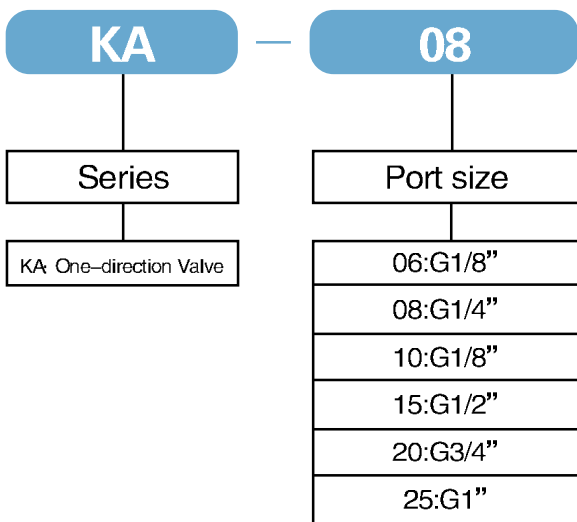 KA — 08
Series
Port size
KA: One–direction Valve
06:G1/8”
08:G1/4”
10:G1/8”
15:G1/2”
20:G3/4”
25:G1”